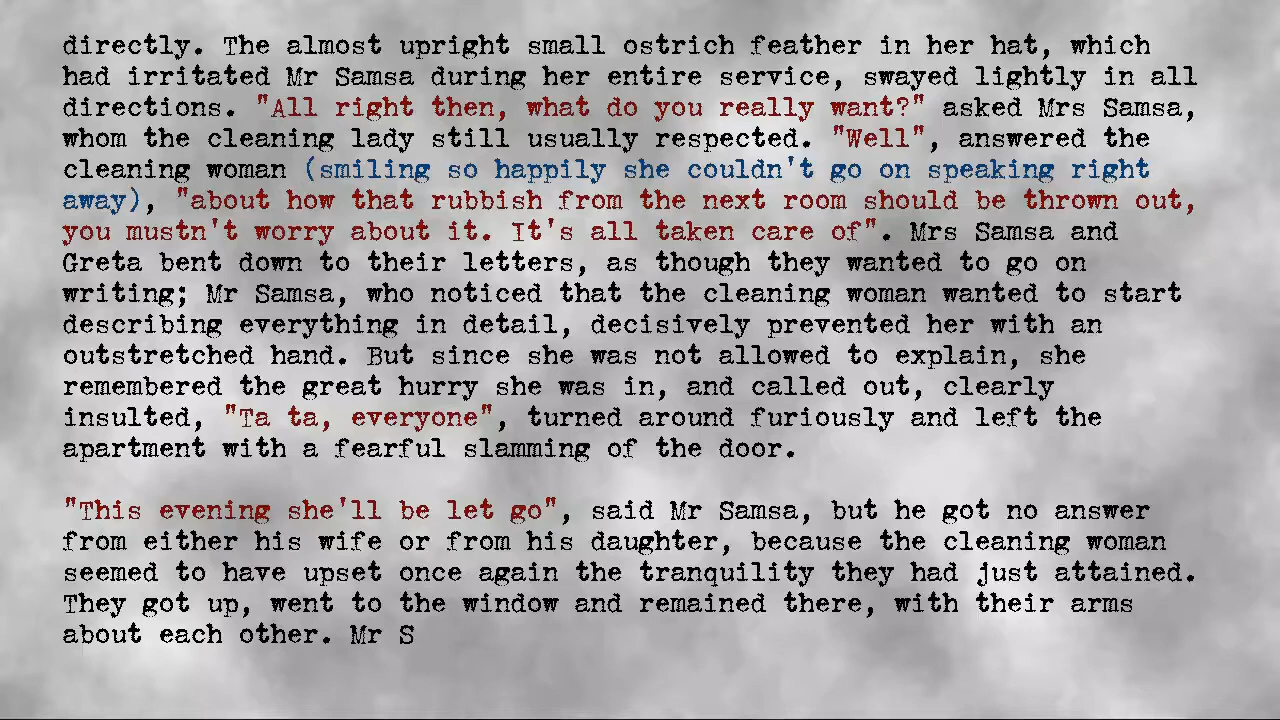 directly. The almost upright small ostrich feather in her hat, which
had irritated Mr Samsa during her entire service, swayed lightly in all
directions. "All right then, what do you really want?" asked Mrs Samsa,
whom the cleaning lady still usually respected. "Well", answered the
cleaning woman (smiling so happily she couldn't go on speaking right
away), "about how that rubbish from the next room should be thrown out,
you mustn't worry about it. It's all taken care of". Mrs Samsa and
Greta bent down to their letters, as though they wanted to go on
writing; Mr Samsa, who noticed that the cleaning woman wanted to start
describing everything in detail, decisively prevented her with an
outstretched hand. But since she was not allowed to explain, she
remembered the great hurry she was in, and called out, clearly
insulted, "Ta ta, everyone", turned around furiously and left the
apartment with a fearful slamming of the door.

"This evening she'll be let go", said Mr Samsa, but he got no answer
from either his wife or from his daughter, because the cleaning woman
seemed to have upset once again the tranquility they had just attained.
They got up, went to the window and remained there, with their arms
about each other. Mr S